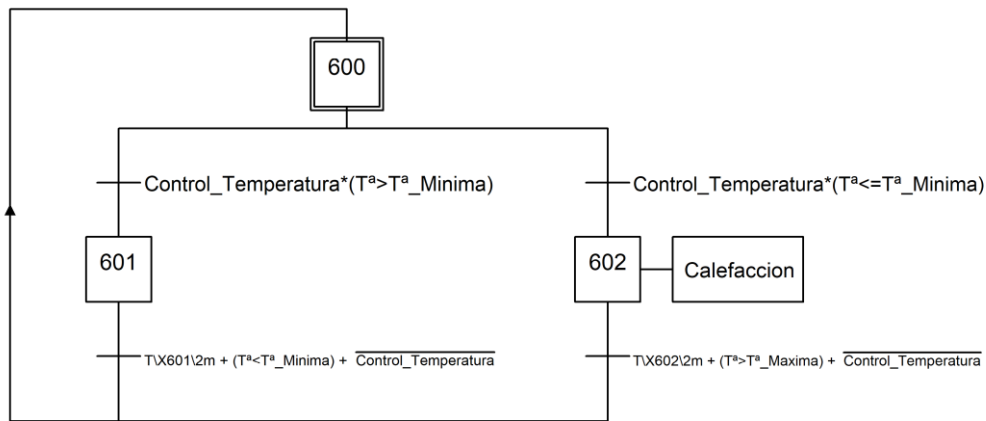 600
Control_Temperatura*(Tª>Tª_Minima)
Control_Temperatura*(Tª<=Tª_Minima)
601
602
Calefaccion
T\X601\2m + (Tª<Tª_Minima) + Control_Temperatura
T\X602\2m + (Tª>Tª_Maxima) + Control_Temperatura